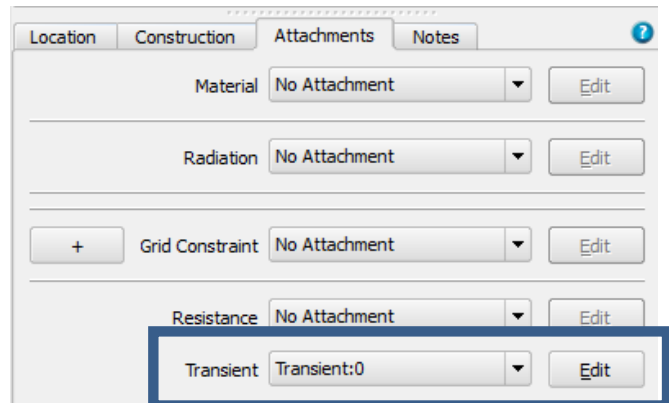 Location Construction Attachments Notes ?
Material No Attachment Edit
Radiation No Attachment Edit
+ Grid Constraint No Attachment Edit
Resistance No Attachment Edit
Transient Transient:0 Edit